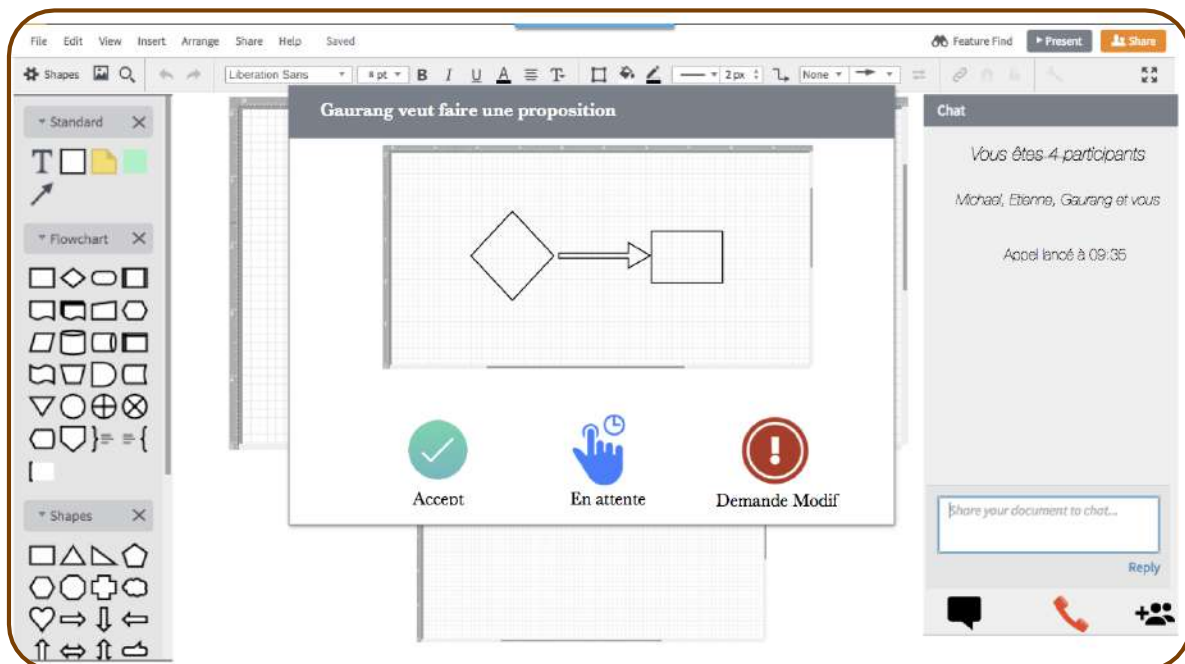 File Edit View Insert Arrange Share Help Saved
Feature Find Present Share
Shapes Liberation Sans 8 pt B I U A T 2 px None
Standard
T
Flowchart
Shapes
Gaurang veut faire une proposition
Accept
En attente
Demande Modif
Chat
Vous êtes 4 participants
Michael, Etienne, Gaurang et vous
Appel lancé à 09:35
Share your document to chat...
Reply